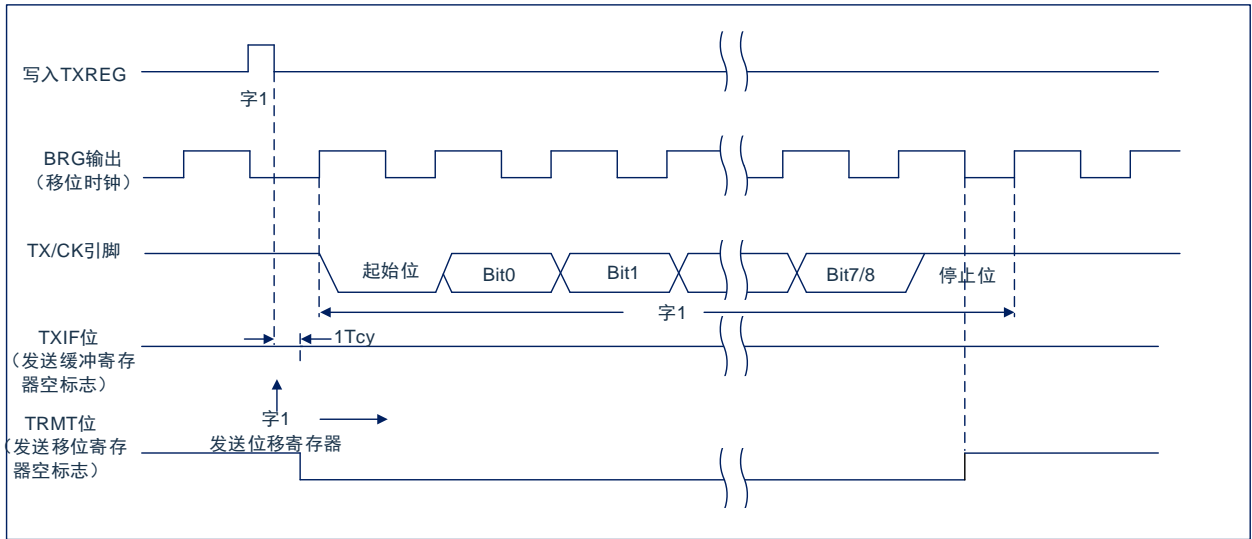 写入TXREG
字1
BRG输出
（移位时钟）
TX/CK引脚
起始位
Bit0
Bit1
Bit7/8
停止位
字1
TXIF位
（发送缓冲寄存
器空标志）
1Tcy
字1
发送位移寄存器
TRMT位
（发送移位寄存
器空标志）